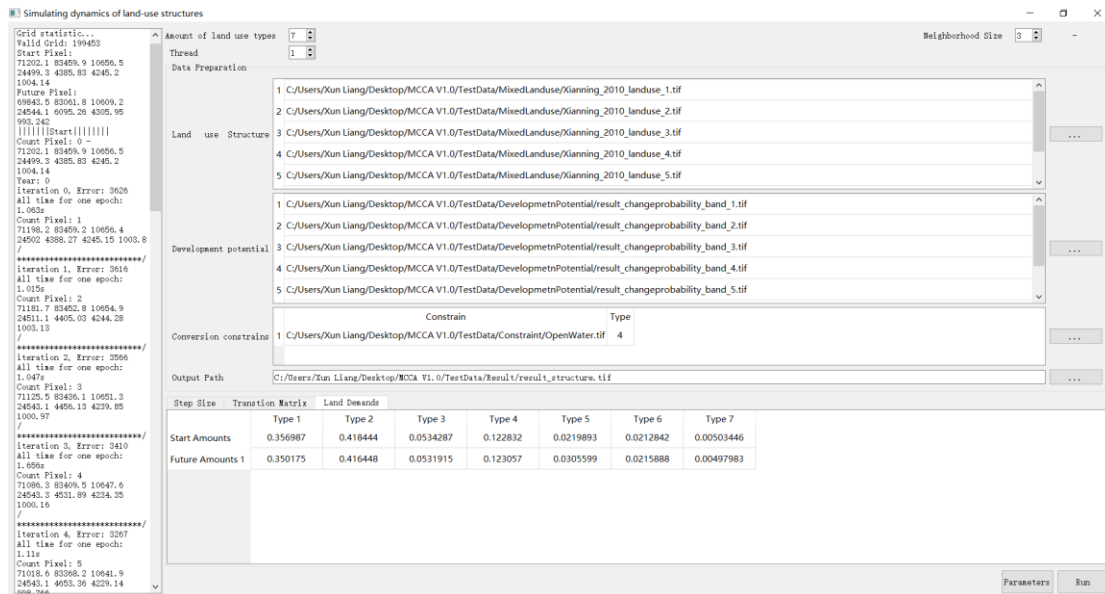 Simulating dynamics of land-use structures
Grid statistic...
Valid Grid: 199453
Start Pixel:
71202.1 83459.9 10656.5
24499.3 4385.83 4245.2
1004.14
Future Pixel:
69843.5 83061.8 10609.2
24544.1 6095.26 4305.95
993.242
|||||||Start||||||||
Count Pixel: 0 -
71202.1 83459.9 10656.5
24499.3 4385.83 4245.2
1004.14
Year: 0
iteration 0, Error: 3626
All time for one epoch:
1.063s
Count Pixel: 1
71198.2 83459.2 10656.4
24502 4388.27 4245.15 1003.8
/
***************************/
iteration 1, Error: 3616
All time for one epoch:
1.015s
Count Pixel: 2
71181.7 83452.8 10654.9
24511.1 4405.03 4244.28
1003.13
/
***************************/
iteration 2, Error: 3566
All time for one epoch:
1.047s
Count Pixel: 3
71125.5 83436.1 10651.3
24543.1 4456.13 4239.85
1000.97
/
***************************/
iteration 3, Error: 3410
All time for one epoch:
1.656s
Count Pixel: 4
71086.3 83409.5 10647.6
24543.3 4531.89 4234.35
1000.16
/
***************************/
iteration 4, Error: 3267
All time for one epoch:
1.11s
Count Pixel: 5
71018.6 83368.2 10641.9
24543.1 4653.36 4229.14
998.766
Amount of land use types 7
Neighborhood Size 3 -
Thread 1
Data Preparation
Land use Structure
1 C:/Users/Xun Liang/Desktop/MCCA V1.0/TestData/MixedLanduse/Xianning_2010_landuse_1.tif
2 C:/Users/Xun Liang/Desktop/MCCA V1.0/TestData/MixedLanduse/Xianning_2010_landuse_2.tif
3 C:/Users/Xun Liang/Desktop/MCCA V1.0/TestData/MixedLanduse/Xianning_2010_landuse_3.tif
4 C:/Users/Xun Liang/Desktop/MCCA V1.0/TestData/MixedLanduse/Xianning_2010_landuse_4.tif
5 C:/Users/Xun Liang/Desktop/MCCA V1.0/TestData/MixedLanduse/Xianning_2010_landuse_5.tif
...
Development potential
1 C:/Users/Xun Liang/Desktop/MCCA V1.0/TestData/DevelopmetnPotential/result_changeprobability_band_1.tif
2 C:/Users/Xun Liang/Desktop/MCCA V1.0/TestData/DevelopmetnPotential/result_changeprobability_band_2.tif
3 C:/Users/Xun Liang/Desktop/MCCA V1.0/TestData/DevelopmetnPotential/result_changeprobability_band_3.tif
4 C:/Users/Xun Liang/Desktop/MCCA V1.0/TestData/DevelopmetnPotential/result_changeprobability_band_4.tif
5 C:/Users/Xun Liang/Desktop/MCCA V1.0/TestData/DevelopmetnPotential/result_changeprobability_band_5.tif
...
Constrain Type
Conversion constrains 1 C:/Users/Xun Liang/Desktop/MCCA V1.0/TestData/Constraint/OpenWater.tif 4
...
Output Path C:/Users/Xun Liang/Desktop/MCCA V1.0/TestData/Result/result_structure.tif ...
Step Size Transtion Matrix Land Demands
Type 1 Type 2 Type 3 Type 4 Type 5 Type 6 Type 7
Start Amounts 0.356987 0.418444 0.0534287 0.122832 0.0219893 0.0212842 0.00503446
Future Amounts 1 0.350175 0.416448 0.0531915 0.123057 0.0305599 0.0215888 0.00497983
Parameters Run